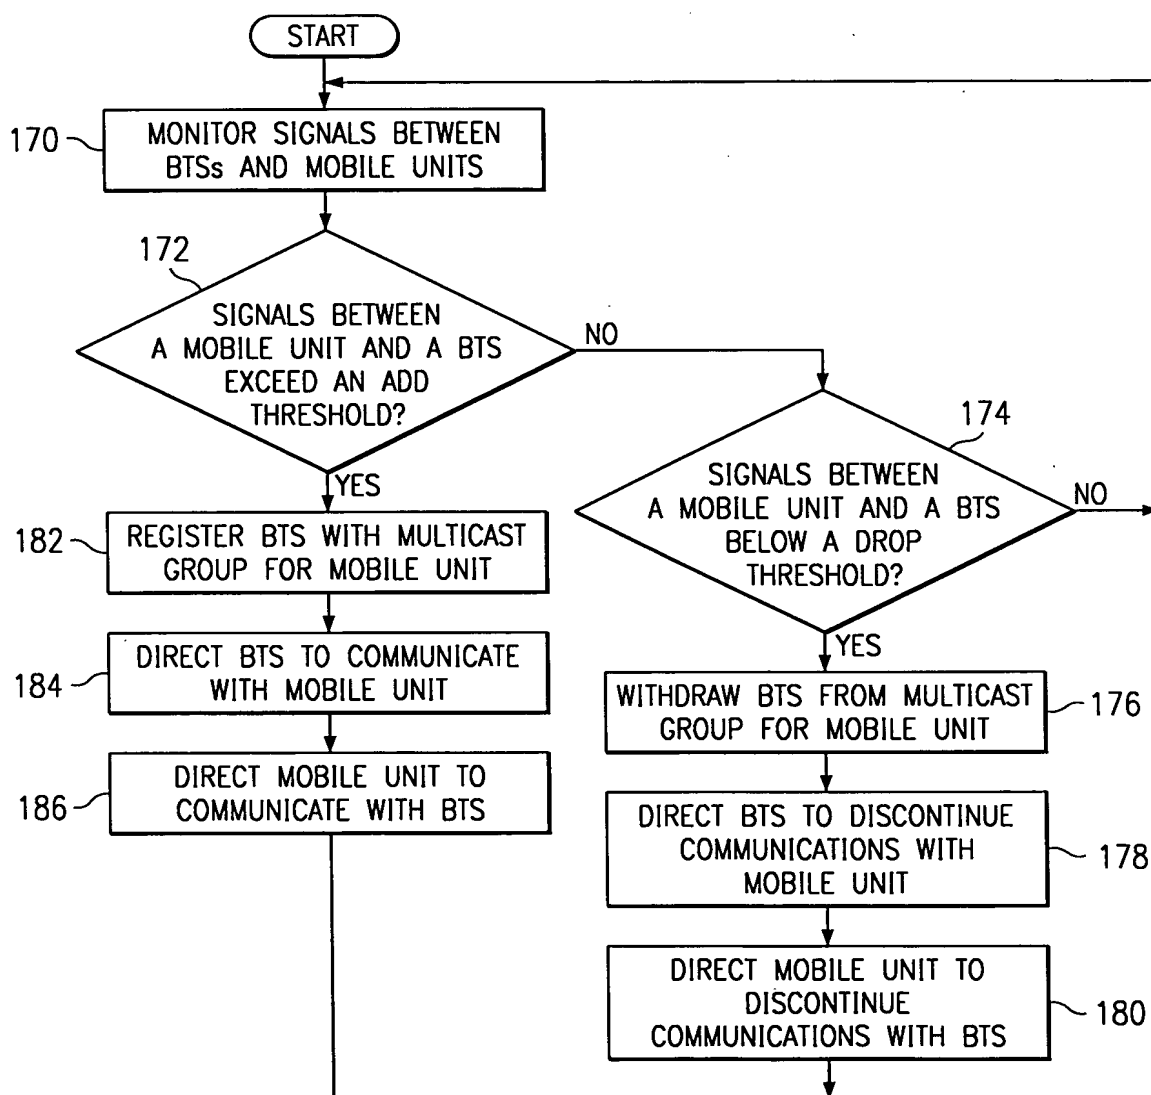 START
170
MONITOR SIGNALS BETWEEN
BTSs AND MOBILE UNITS
172
SIGNALS BETWEEN
A MOBILE UNIT AND A BTS
EXCEED AN ADD
THRESHOLD?
NO
YES
174
SIGNALS BETWEEN
A MOBILE UNIT AND A BTS
BELOW A DROP
THRESHOLD?
NO
YES
182
REGISTER BTS WITH MULTICAST
GROUP FOR MOBILE UNIT
184
DIRECT BTS TO COMMUNICATE
WITH MOBILE UNIT
186
DIRECT MOBILE UNIT TO
COMMUNICATE WITH BTS
WITHDRAW BTS FROM MULTICAST
GROUP FOR MOBILE UNIT
176
DIRECT BTS TO DISCONTINUE
COMMUNICATIONS WITH
MOBILE UNIT
178
DIRECT MOBILE UNIT TO
DISCONTINUE
COMMUNICATIONS WITH BTS
180